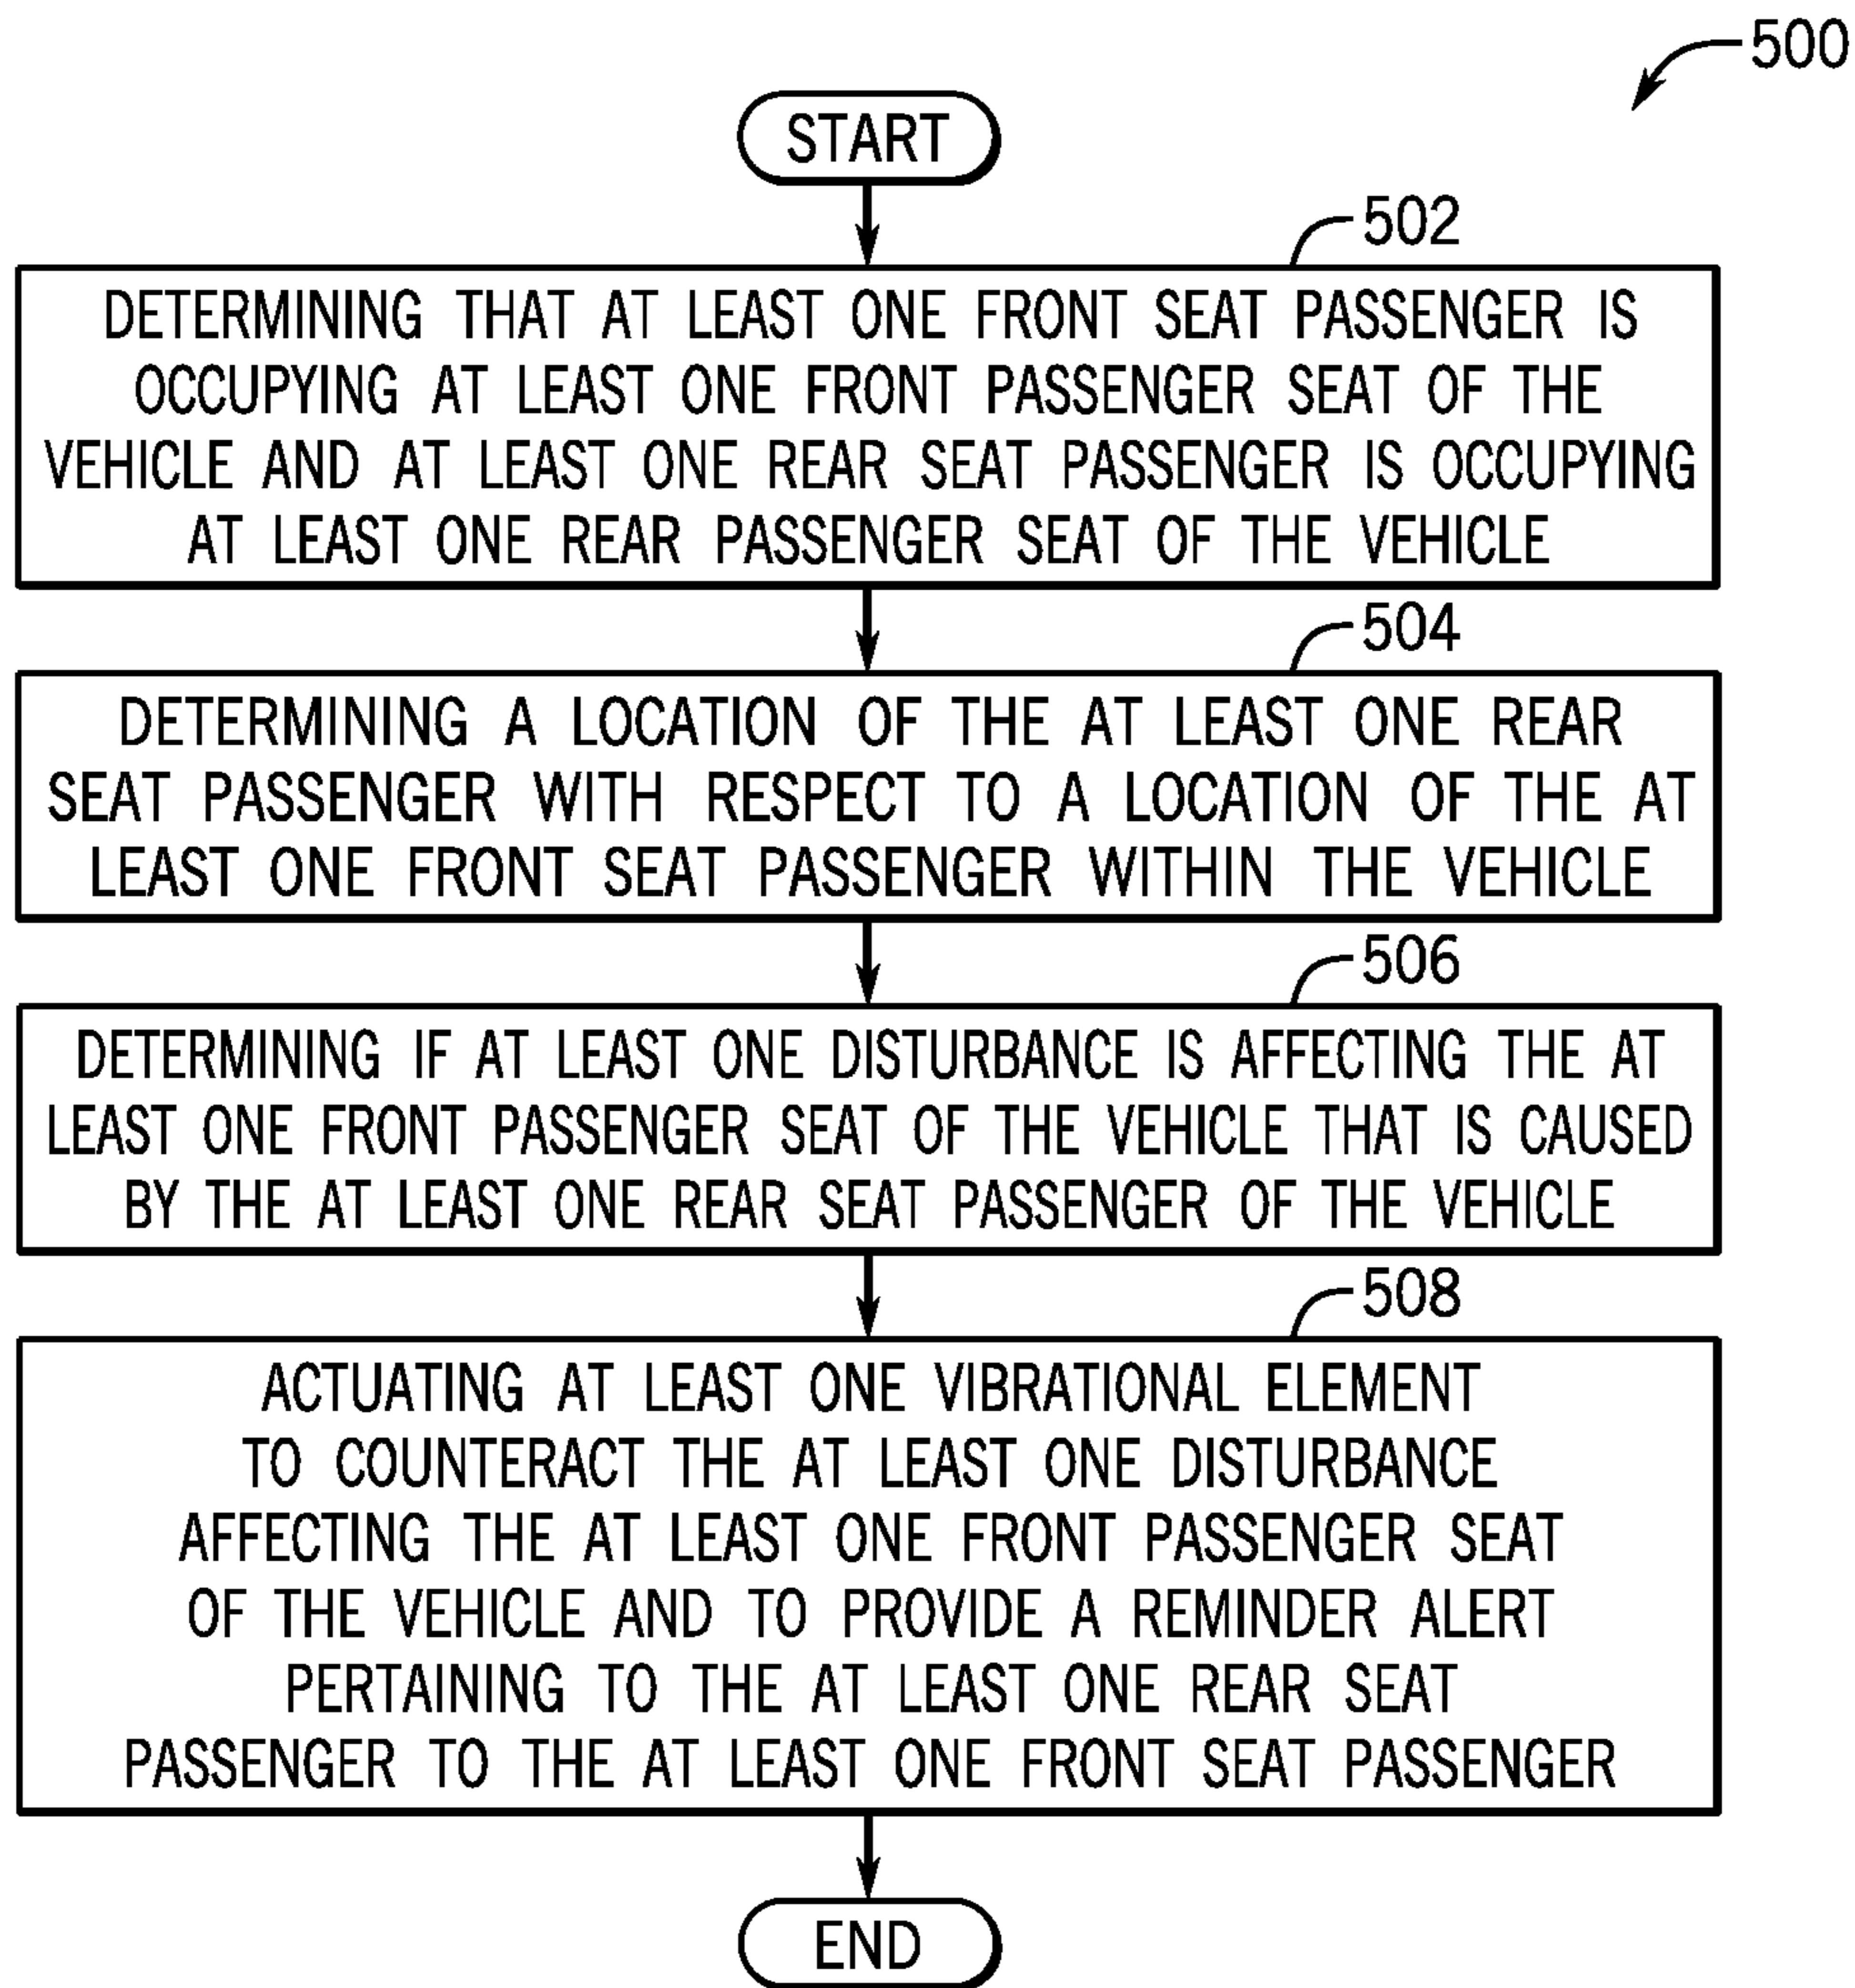 500
START
502
DETERMINING THAT AT LEAST ONE FRONT SEAT PASSENGER IS
OCCUPYING AT LEAST ONE FRONT PASSENGER SEAT OF THE
VEHICLE AND AT LEAST ONE REAR SEAT PASSENGER IS OCCUPYING
AT LEAST ONE REAR PASSENGER SEAT OF THE VEHICLE
504
DETERMINING A LOCATION OF THE AT LEAST ONE REAR
SEAT PASSENGER WITH RESPECT TO A LOCATION OF THE AT
LEAST ONE FRONT SEAT PASSENGER WITHIN THE VEHICLE
506
DETERMINING IF AT LEAST ONE DISTURBANCE IS AFFECTING THE AT
LEAST ONE FRONT PASSENGER SEAT OF THE VEHICLE THAT IS CAUSED
BY THE AT LEAST ONE REAR SEAT PASSENGER OF THE VEHICLE
508
ACTUATING AT LEAST ONE VIBRATIONAL ELEMENT
TO COUNTERACT THE AT LEAST ONE DISTURBANCE
AFFECTING THE AT LEAST ONE FRONT PASSENGER SEAT
OF THE VEHICLE AND TO PROVIDE A REMINDER ALERT
PERTAINING TO THE AT LEAST ONE REAR SEAT
PASSENGER TO THE AT LEAST ONE FRONT SEAT PASSENGER
END